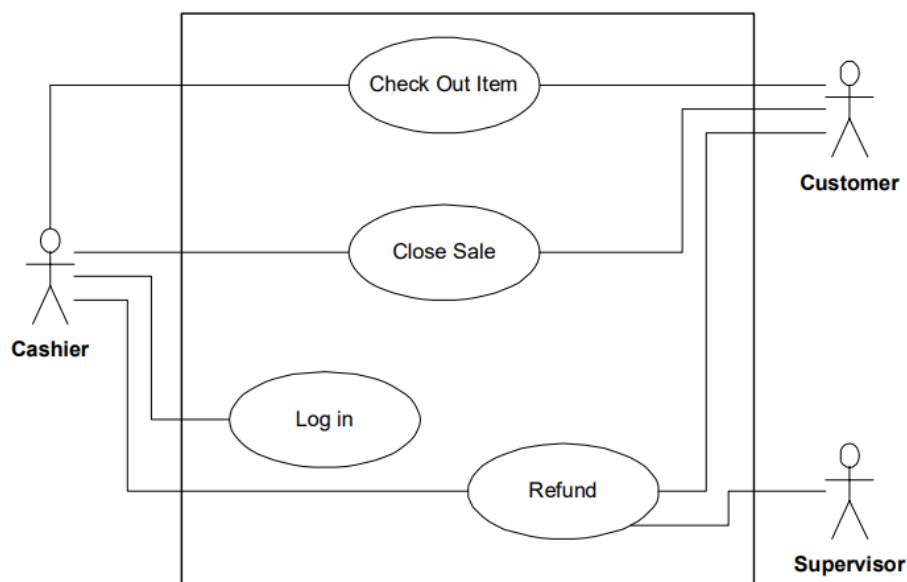 Check Out Item
Customer
Close Sale
Cashier
Log in
Refund
Supervisor